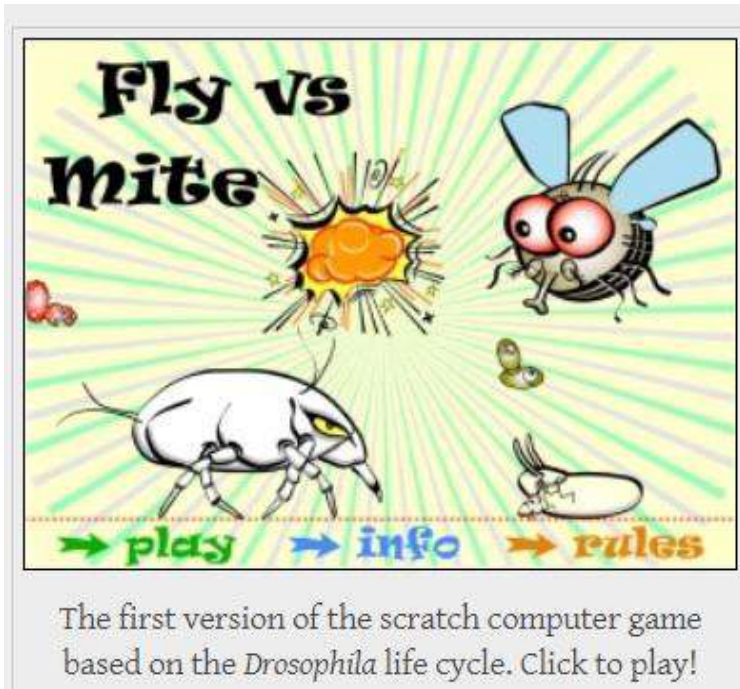 Fly vs
Mite
play info rules
The first version of the scratch computer game
based on the Drosophila life cycle. Click to play!